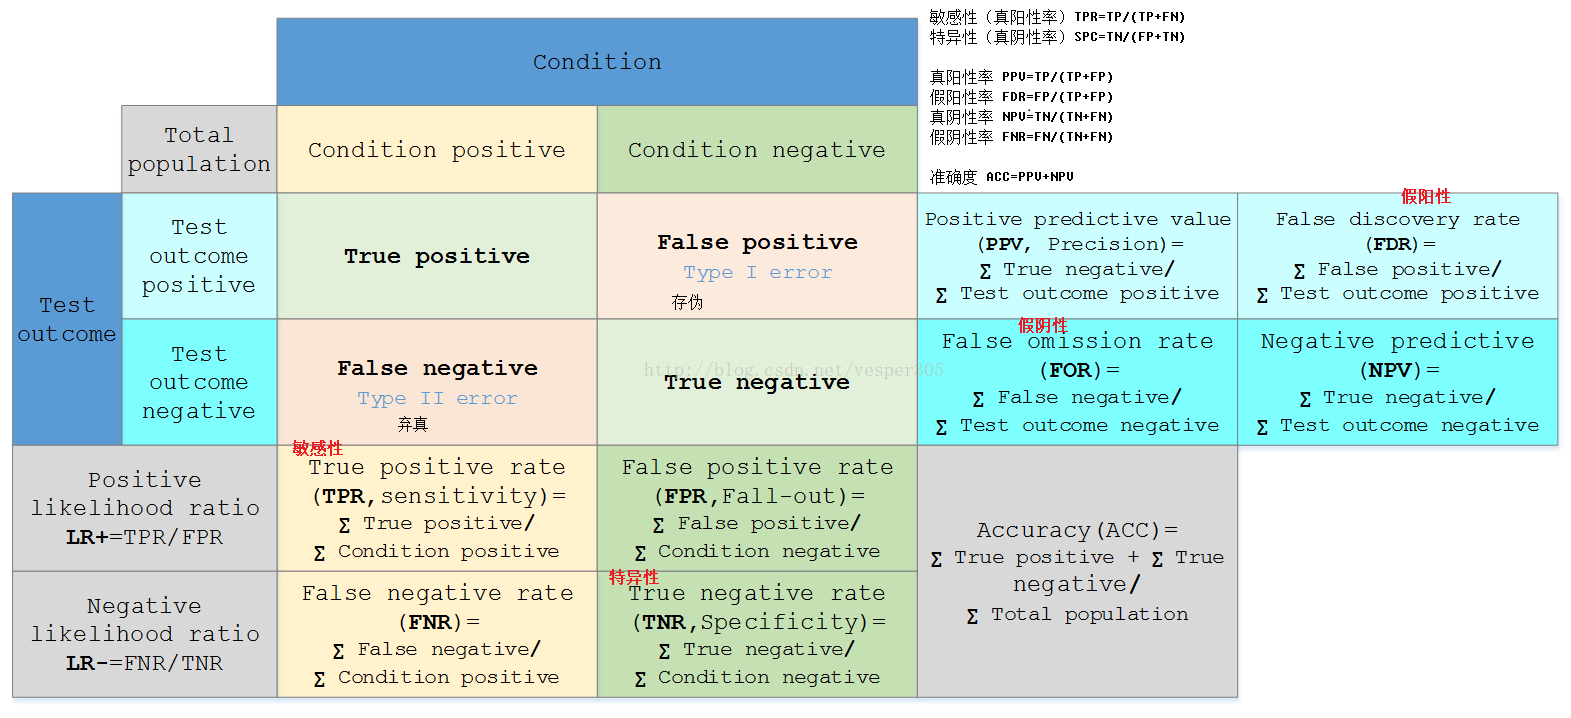 敏感性（真阳性率）TPR=TP/(TP+FN)
特异性（真阴性率）SPC=TN/(FP+TN)
真阳性率 PPV=TP/(TP+FP)
假阳性率 FDR=FP/(TP+FP)
真阴性率 NPV=TN/(TN+FN)
假阴性率 FNR=FN/(TN+FN)
准确度 ACC=PPV+NPV
Condition
Total
population
Condition positive
Condition negative
Test
outcome
Test
outcome
positive
True positive
False positive
Type I error
存伪
Positive predictive value
(PPV, Precision)=
∑ True negative/
∑ Test outcome positive
假阳性
False discovery rate
(FDR)=
∑ False positive/
∑ Test outcome positive
Test
outcome
negative
False negative
Type II error
弃真
True negative
http://blog.csdn.net/vesper305
假阴性
False omission rate
(FOR)=
∑ False negative/
∑ Test outcome negative
Negative predictive
(NPV)=
∑ True negative/
∑ Test outcome negative
Positive
likelihood ratio
LR+=TPR/FPR
敏感性
True positive rate
(TPR,sensitivity)=
∑ True positive/
∑ Condition positive
False positive rate
(FPR,Fall-out)=
∑ False positive/
∑ Condition negative
Accuracy(ACC)=
∑ True positive + ∑ True
negative/
∑ Total population
Negative
likelihood ratio
LR-=FNR/TNR
False negative rate
(FNR)=
∑ False negative/
∑ Condition positive
特异性
True negative rate
(TNR,Specificity)=
∑ True negative/
∑ Condition negative